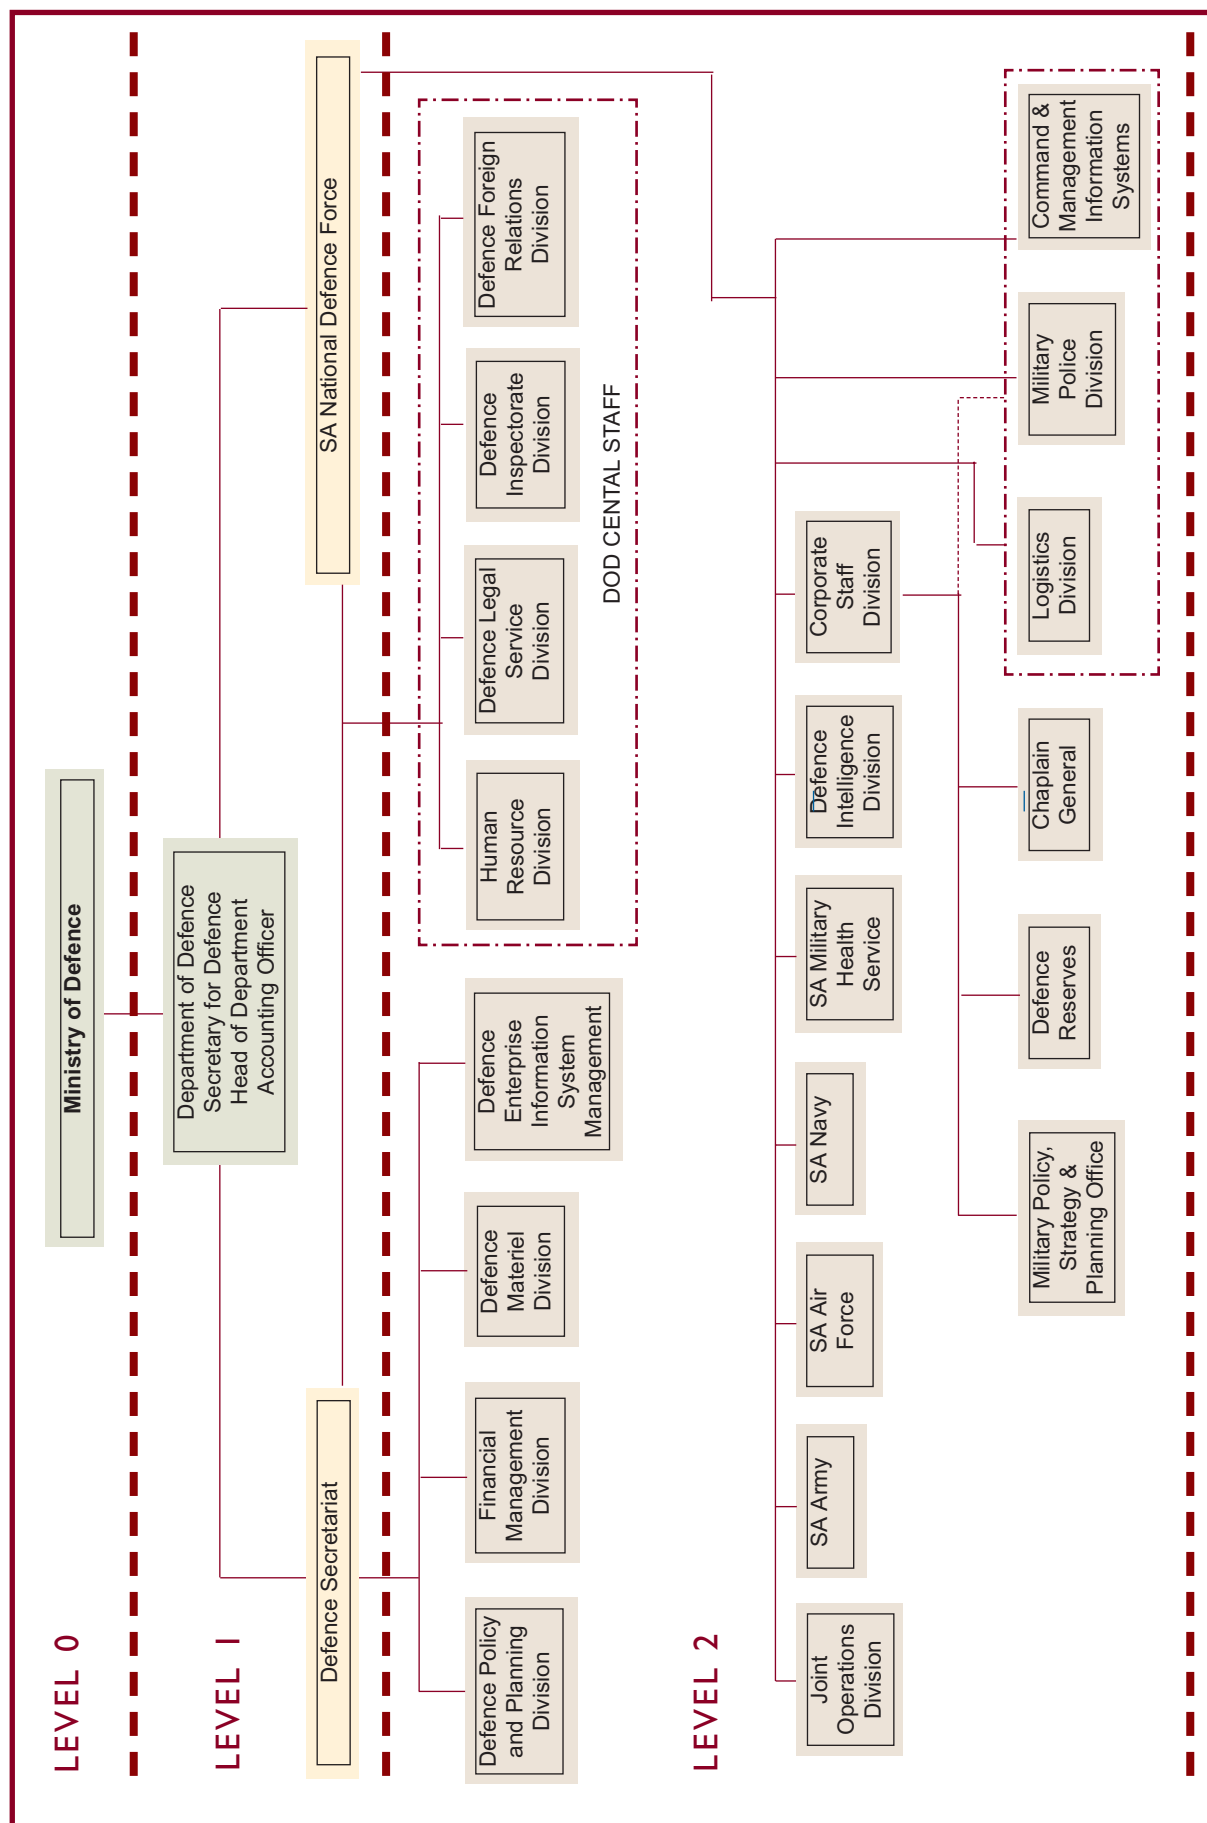 LEVEL 0
Ministry of Defence
LEVEL I
Department of Defence
Secretary for Defence
Head of Department
Accounting Officer
Defence Secretariat
SA National Defence Force
LEVEL 2
Defence Policy
and Planning
Division
Financial
Management
Division
Defence
Materiel
Division
Defence
Enterprise
Information
System
Management
Human
Resource
Division
Defence Legal
Service
Division
Defence
Inspectorate
Division
Defence Foreign
Relations
Division
DOD CENTAL STAFF
Joint
Operations
Division
SA Army
SA Air
Force
SA Navy
SA Military
Health
Service
Defence
Intelligence
Division
Corporate
Staff
Division
Military Policy,
Strategy &
Planning Office
Defence
Reserves
Chaplain
General
Logistics
Division
Military
Police
Division
Command &
Management
Information
Systems